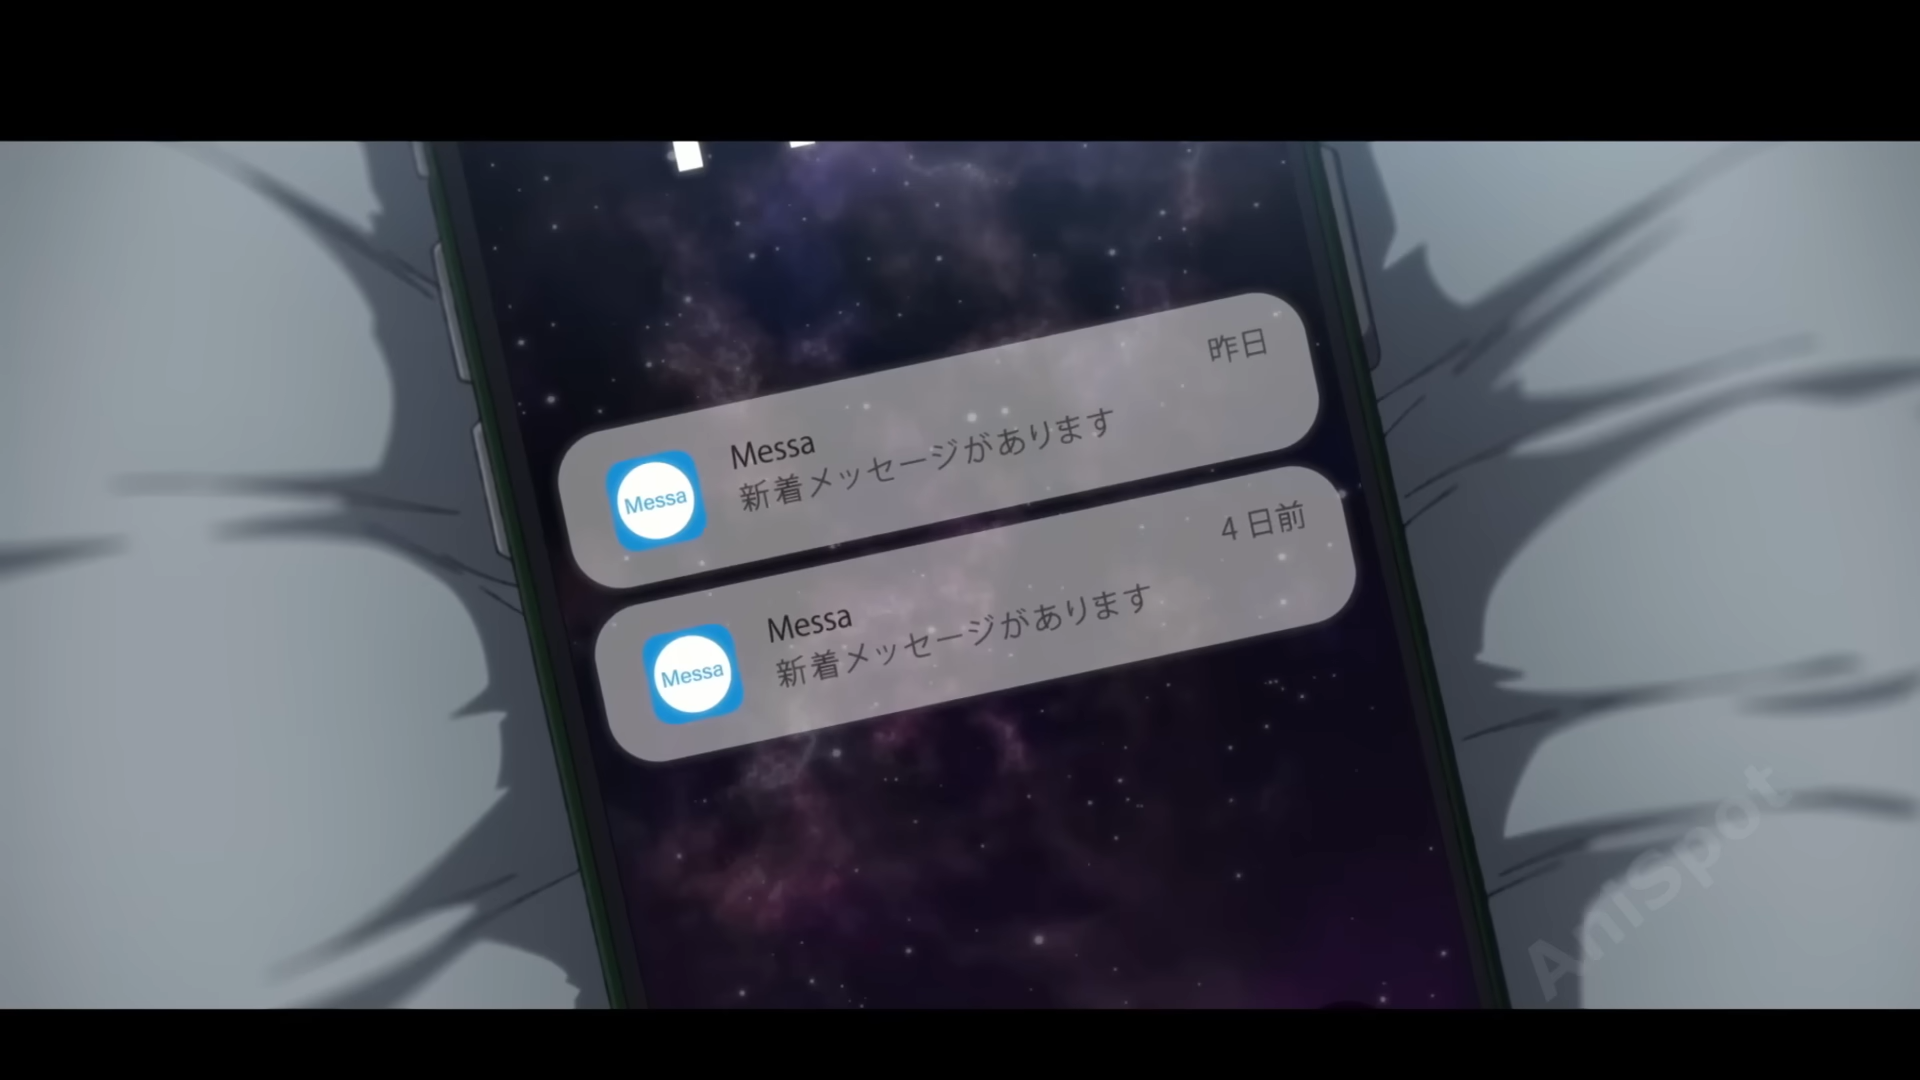 昨日
Messa
Messa
新着メッセージがあります
4日前
Messa
Messa
新着メッセージがあります
AniSpot